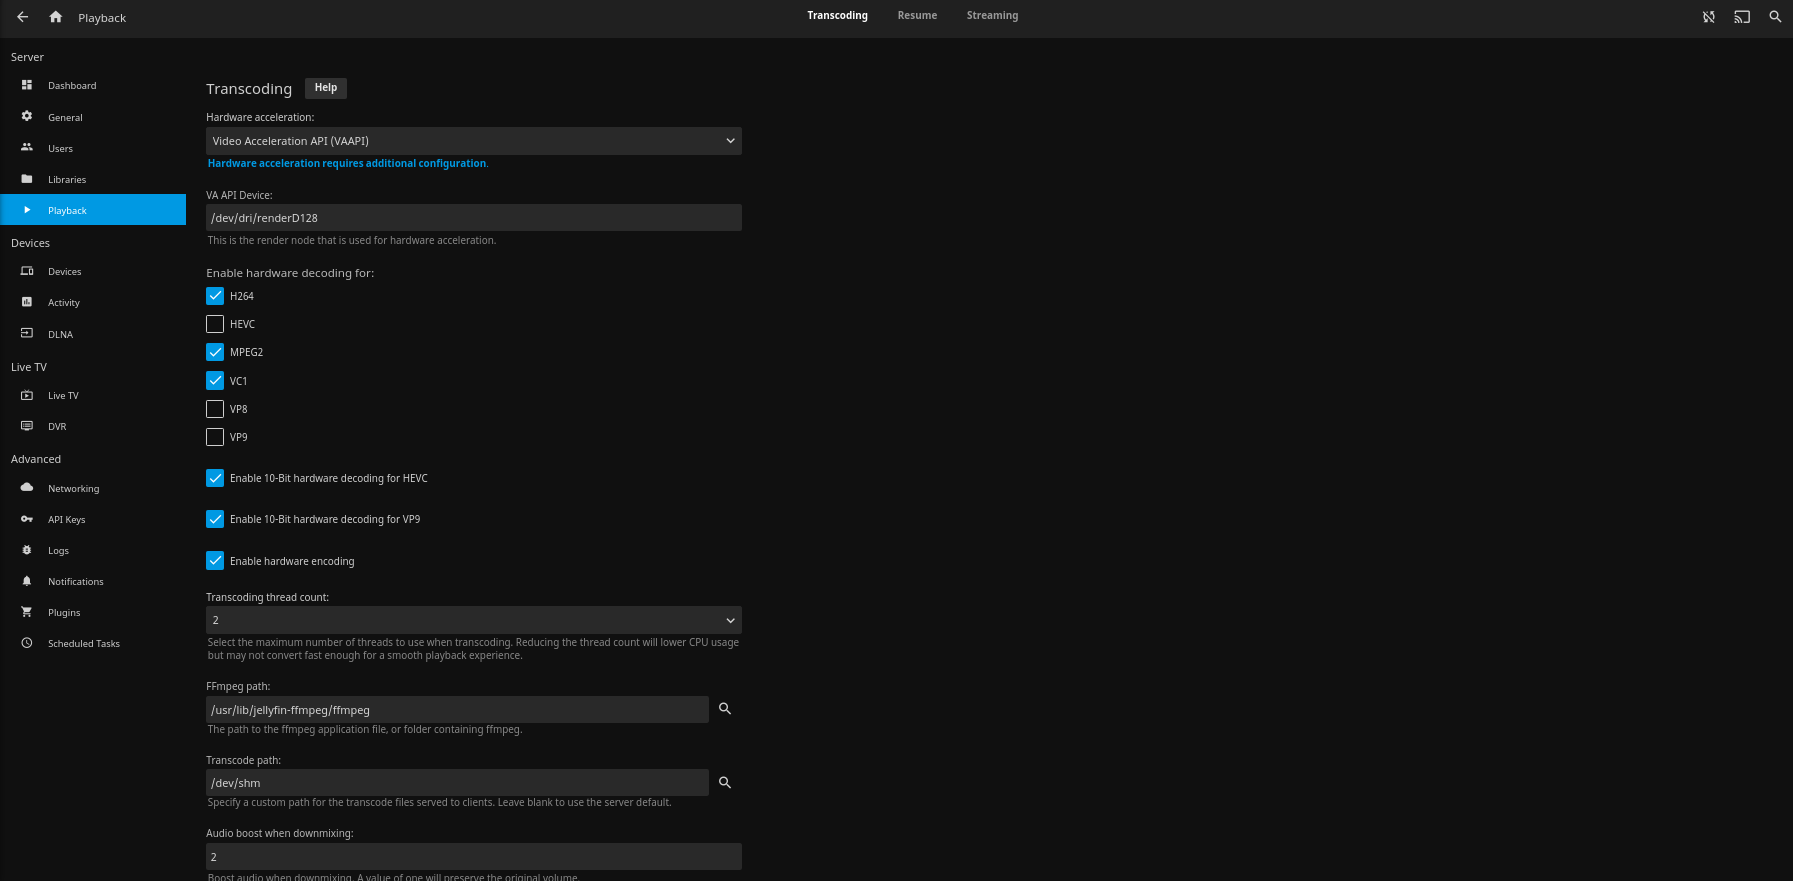 Playback
Transcoding
Resume
Streaming
Server
Dashboard
General
Users
Libraries
Playback
Devices
Devices
Activity
DLNA
Live TV
Live TV
DVR
Advanced
Networking
API Keys
Logs
Notifications
Plugins
Scheduled Tasks
Transcoding
Help
Hardware acceleration:
Video Acceleration API (VAAPI)
Hardware acceleration requires additional configuration.
VA API Device:
/dev/dri/renderD128
This is the render node that is used for hardware acceleration.
Enable hardware decoding for:
H264
HEVC
MPEG2
VC1
VP8
VP9
Enable 10-Bit hardware decoding for HEVC
Enable 10-Bit hardware decoding for VP9
Enable hardware encoding
Transcoding thread count:
2
Select the maximum number of threads to use when transcoding. Reducing the thread count will lower CPU usage
but may not convert fast enough for a smooth playback experience.
FFmpeg path:
/usr/lib/jellyfin-ffmpeg/ffmpeg
The path to the ffmpeg application file, or folder containing ffmpeg.
Transcode path:
/dev/shm
Specify a custom path for the transcode files served to clients. Leave blank to use the server default.
Audio boost when downmixing:
2
Boost audio when downmixing. A value of one will preserve the original volume.